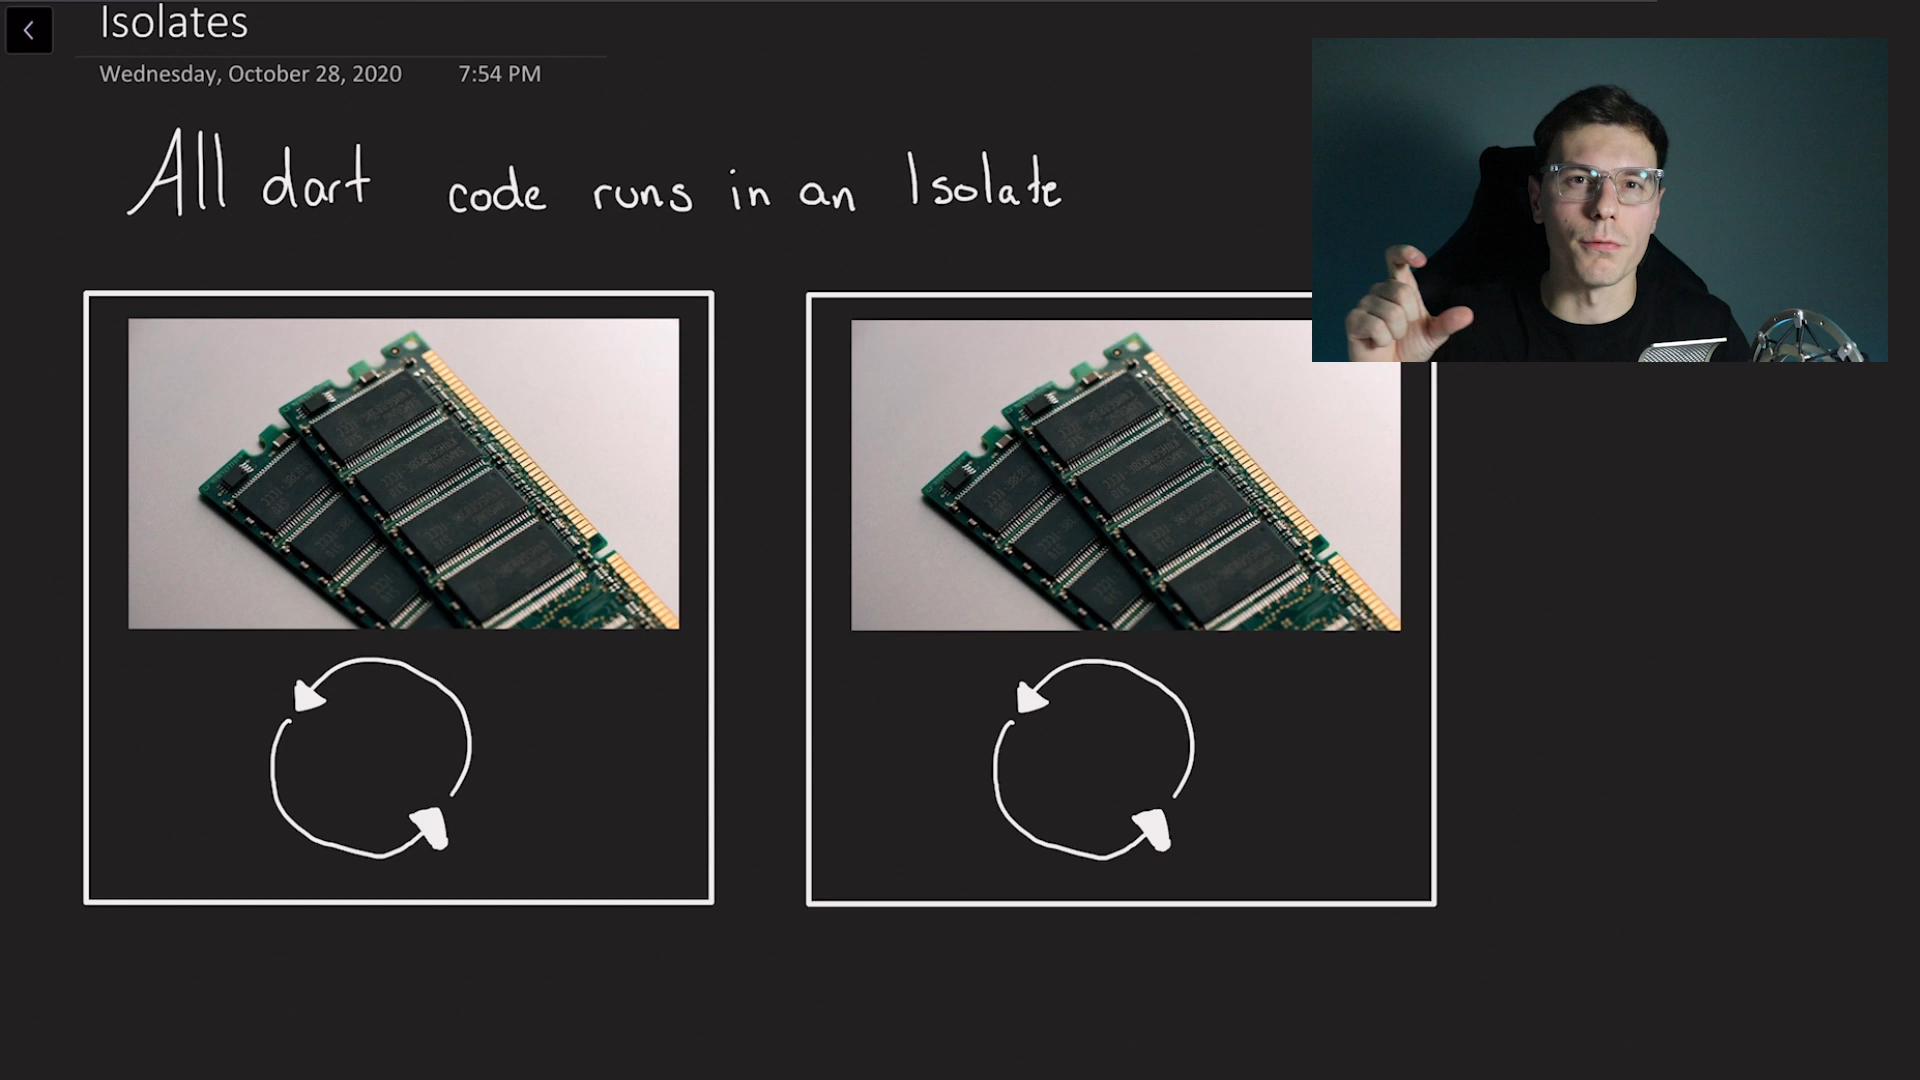 Isolates
Wednesday, October 28, 2020 7:54 PM
All dart code runs in an Isolate